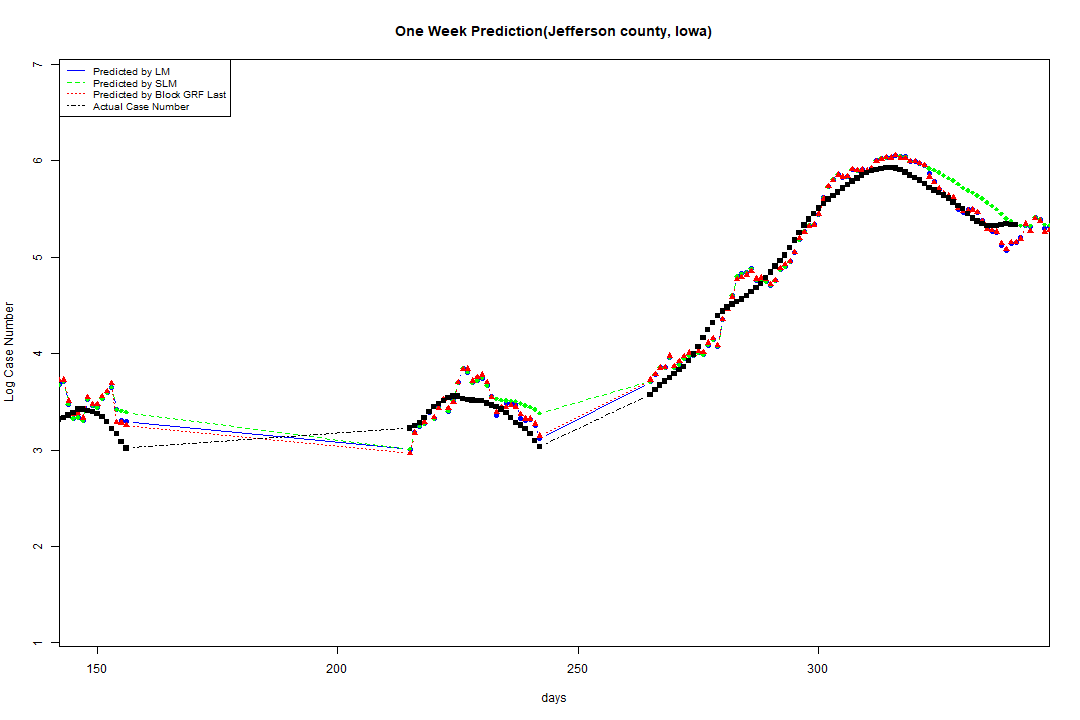 One Week Prediction(Jefferson county, Iowa)
7
Predicted by LM
Predicted by SLM
Predicted by Block GRF Last
Actual Case Number
6
5
4
3
2
1
Log Case Number
150
200
250
300
days